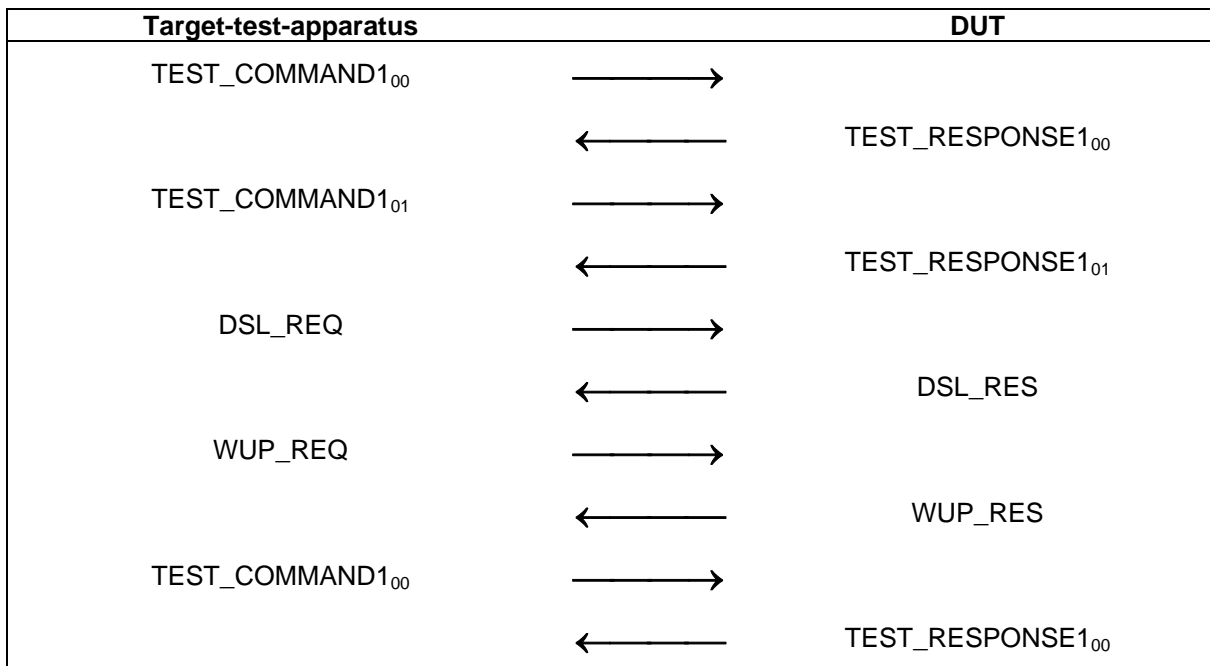 Target-test-apparatus DUT
TEST_COMMAND1₀₀
TEST_RESPONSE1₀₀
TEST_COMMAND1₀₁
TEST_RESPONSE1₀₁
DSL_REQ
DSL_RES
WUP_REQ
WUP_RES
TEST_COMMAND1₀₀
TEST_RESPONSE1₀₀